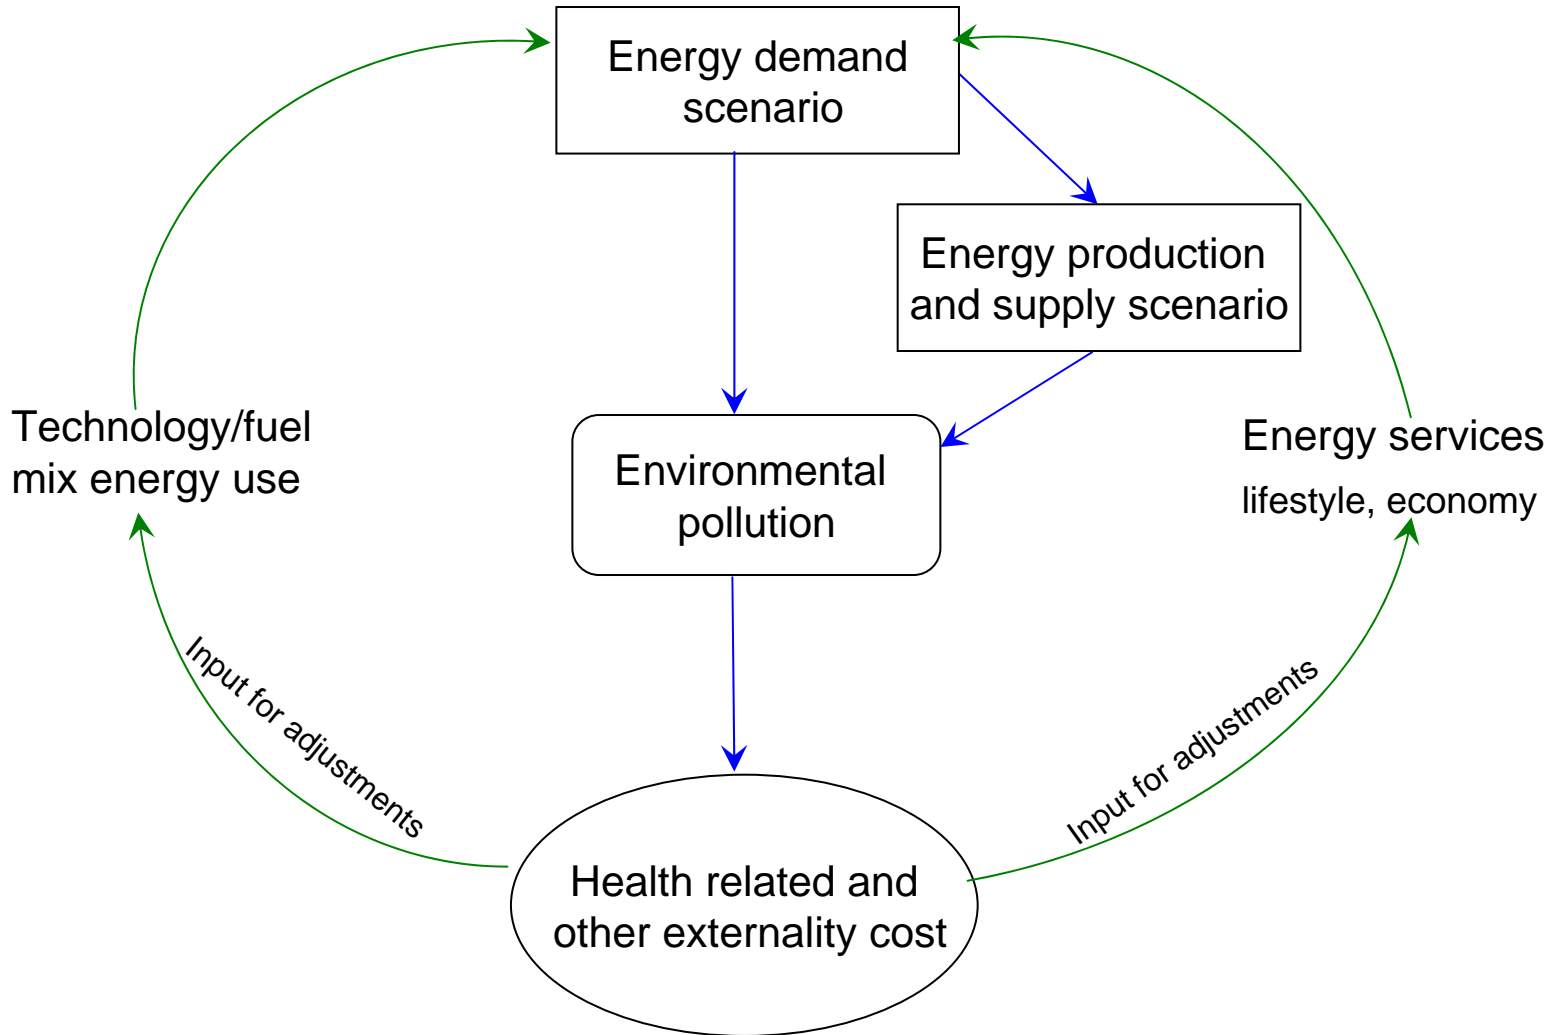 Energy demand
scenario
Energy production
and supply scenario
Technology/fuel
mix energy use
Energy services
lifestyle, economy
Environmental
pollution
Input for adjustments
Input for adjustments
Health related and
other externality cost